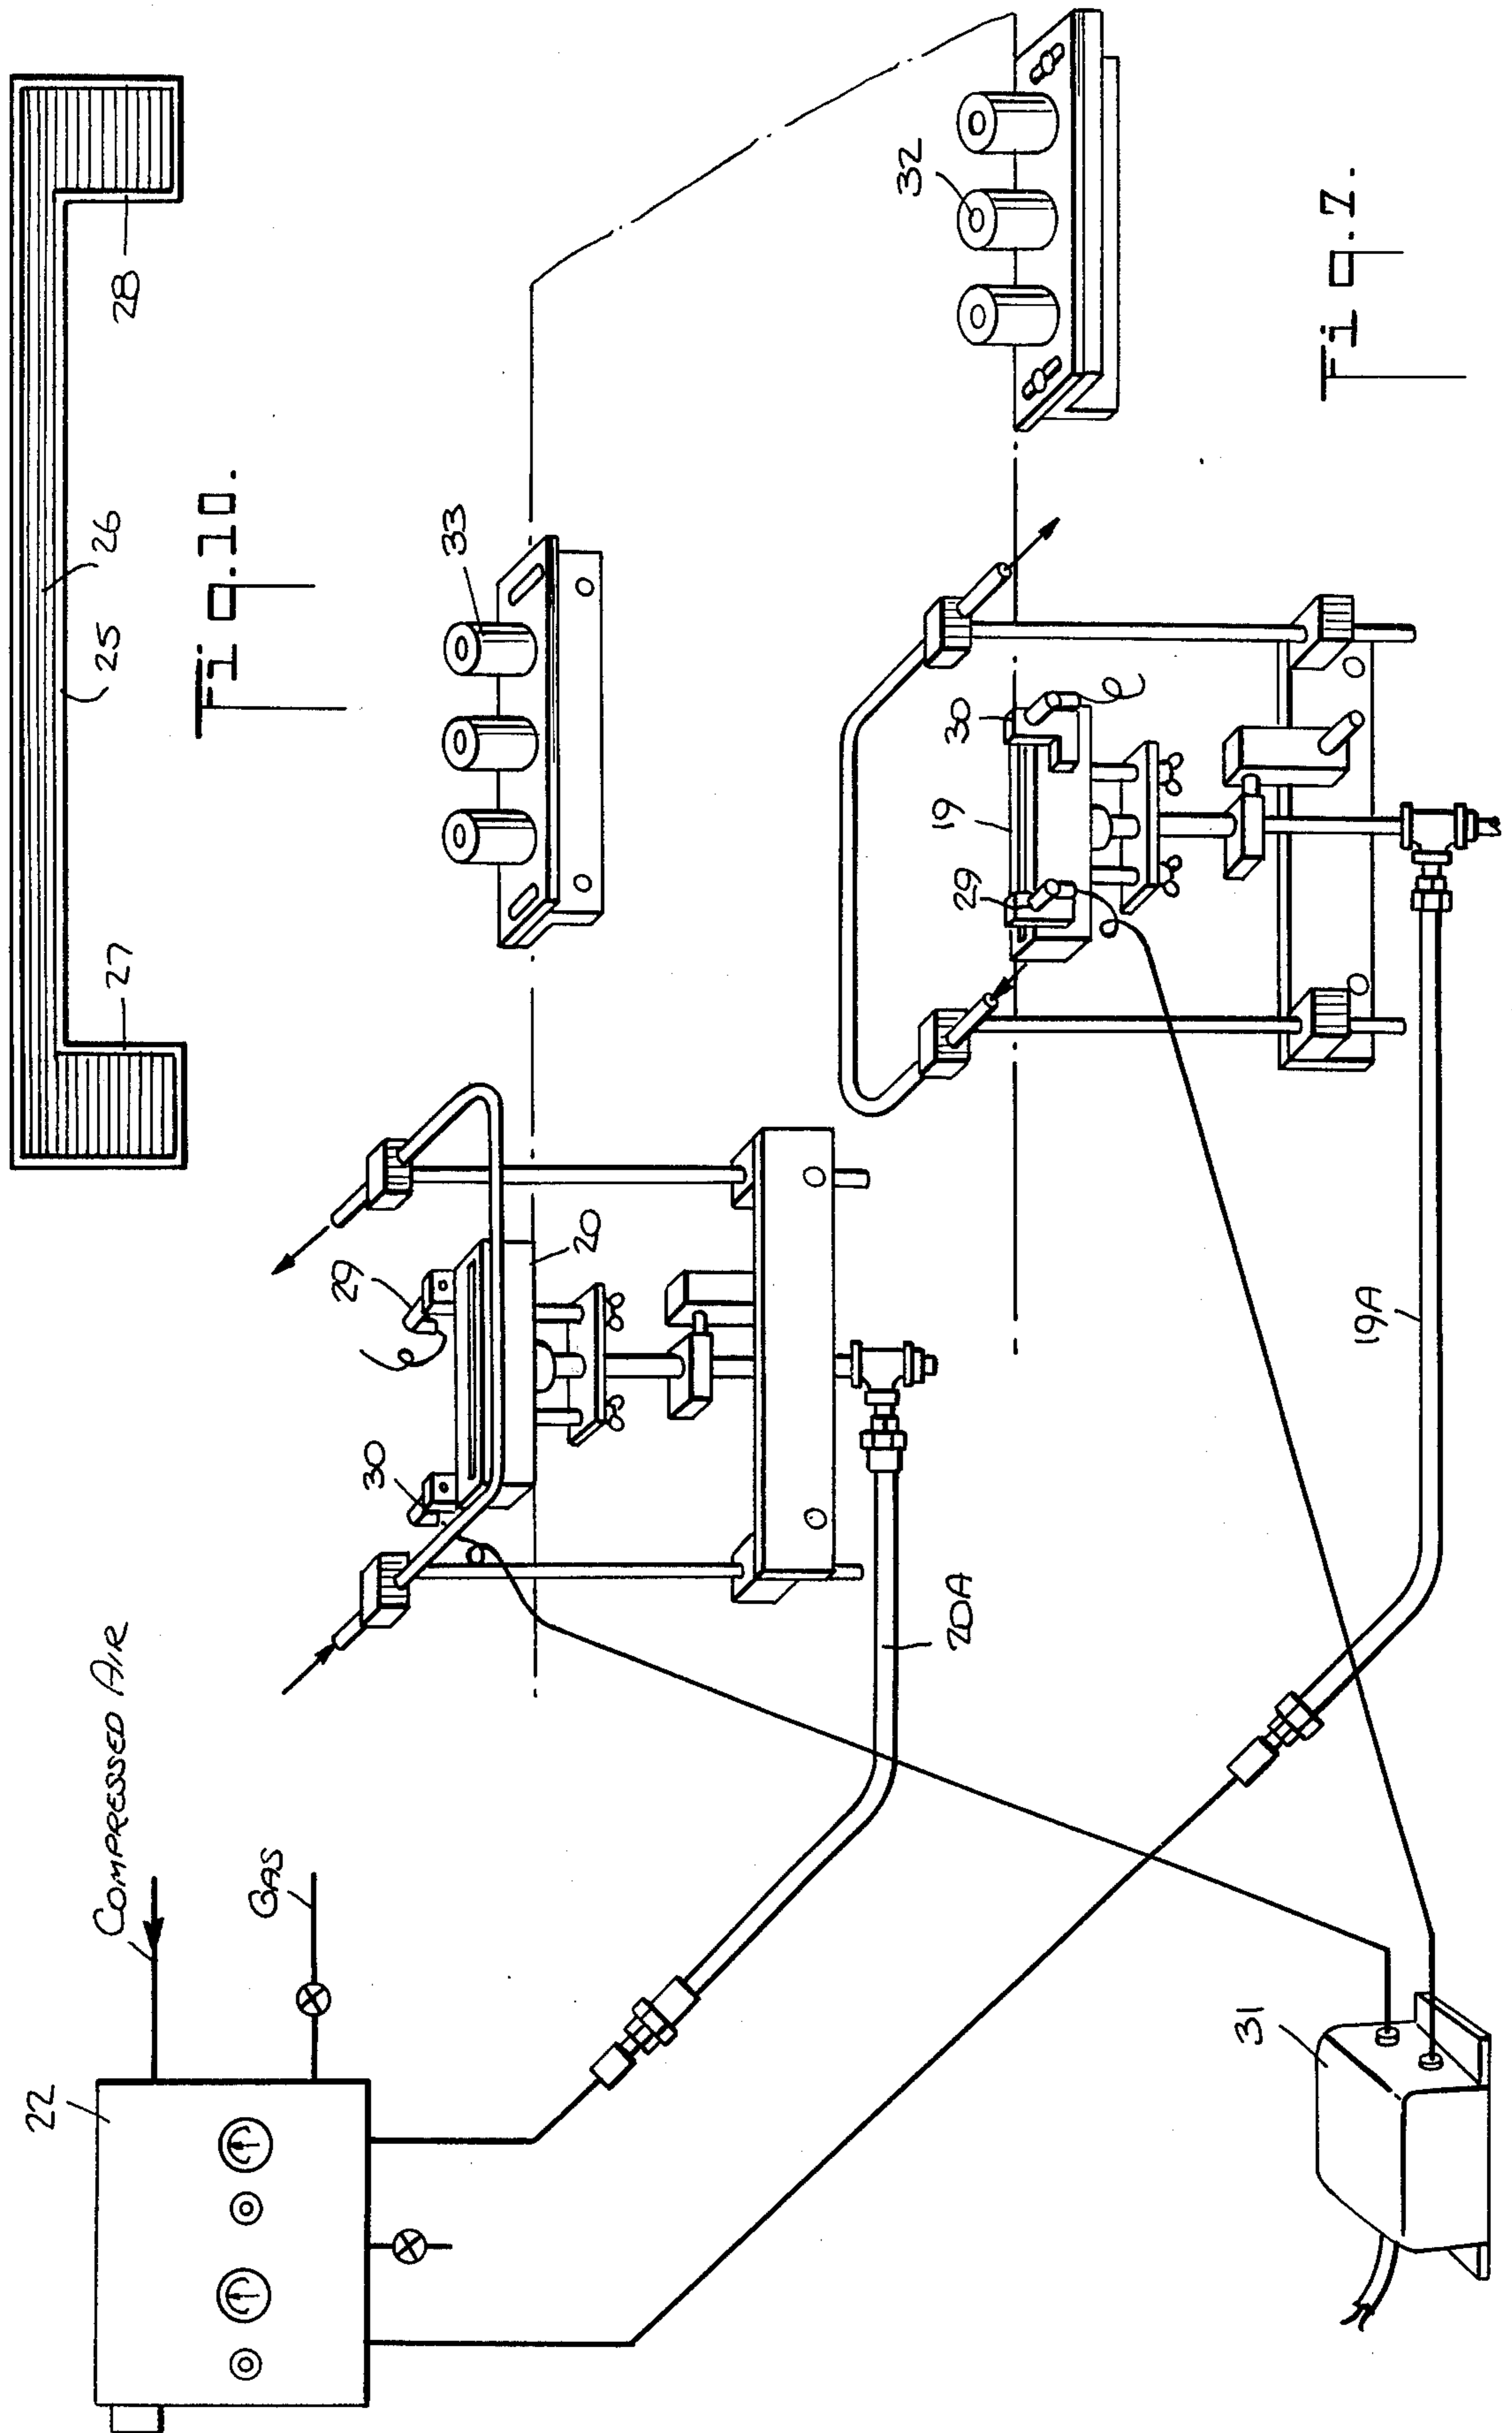 22
COMPRESSED AIR
GAS
30
29
20
20A
27
25
26
28
Fig.10.
33
32
29
19
30
19A
31
Fig.7.